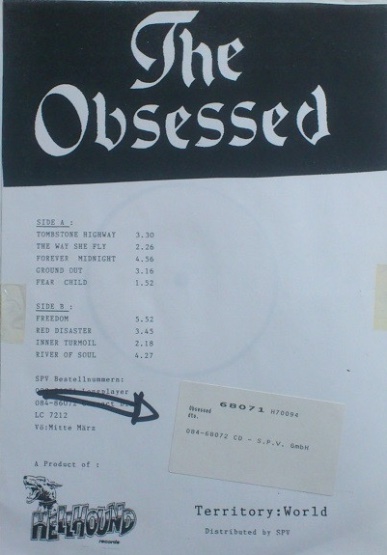 The
Obsessed
SIDE A :
TOMBSTONE HIGHWAY 3.30
THE WAY SHE FLY 2.26
FOREVER MIDNIGHT 4.56
GROUND OUT 3.16
FEAR CHILD 1.52
SIDE B :
FREEDOM 5.52
RED DISASTER 3.45
INNER TURMOIL 2.18
RIVER OF SOUL 4.27
SPV Bestellnummern:
LC 7212
Vö:Mitte März
68071 H70094
084-68072 CD - S.P.V. GmbH
A Product of :
HELLHOUND
records
Territory:World
Distributed by SPV